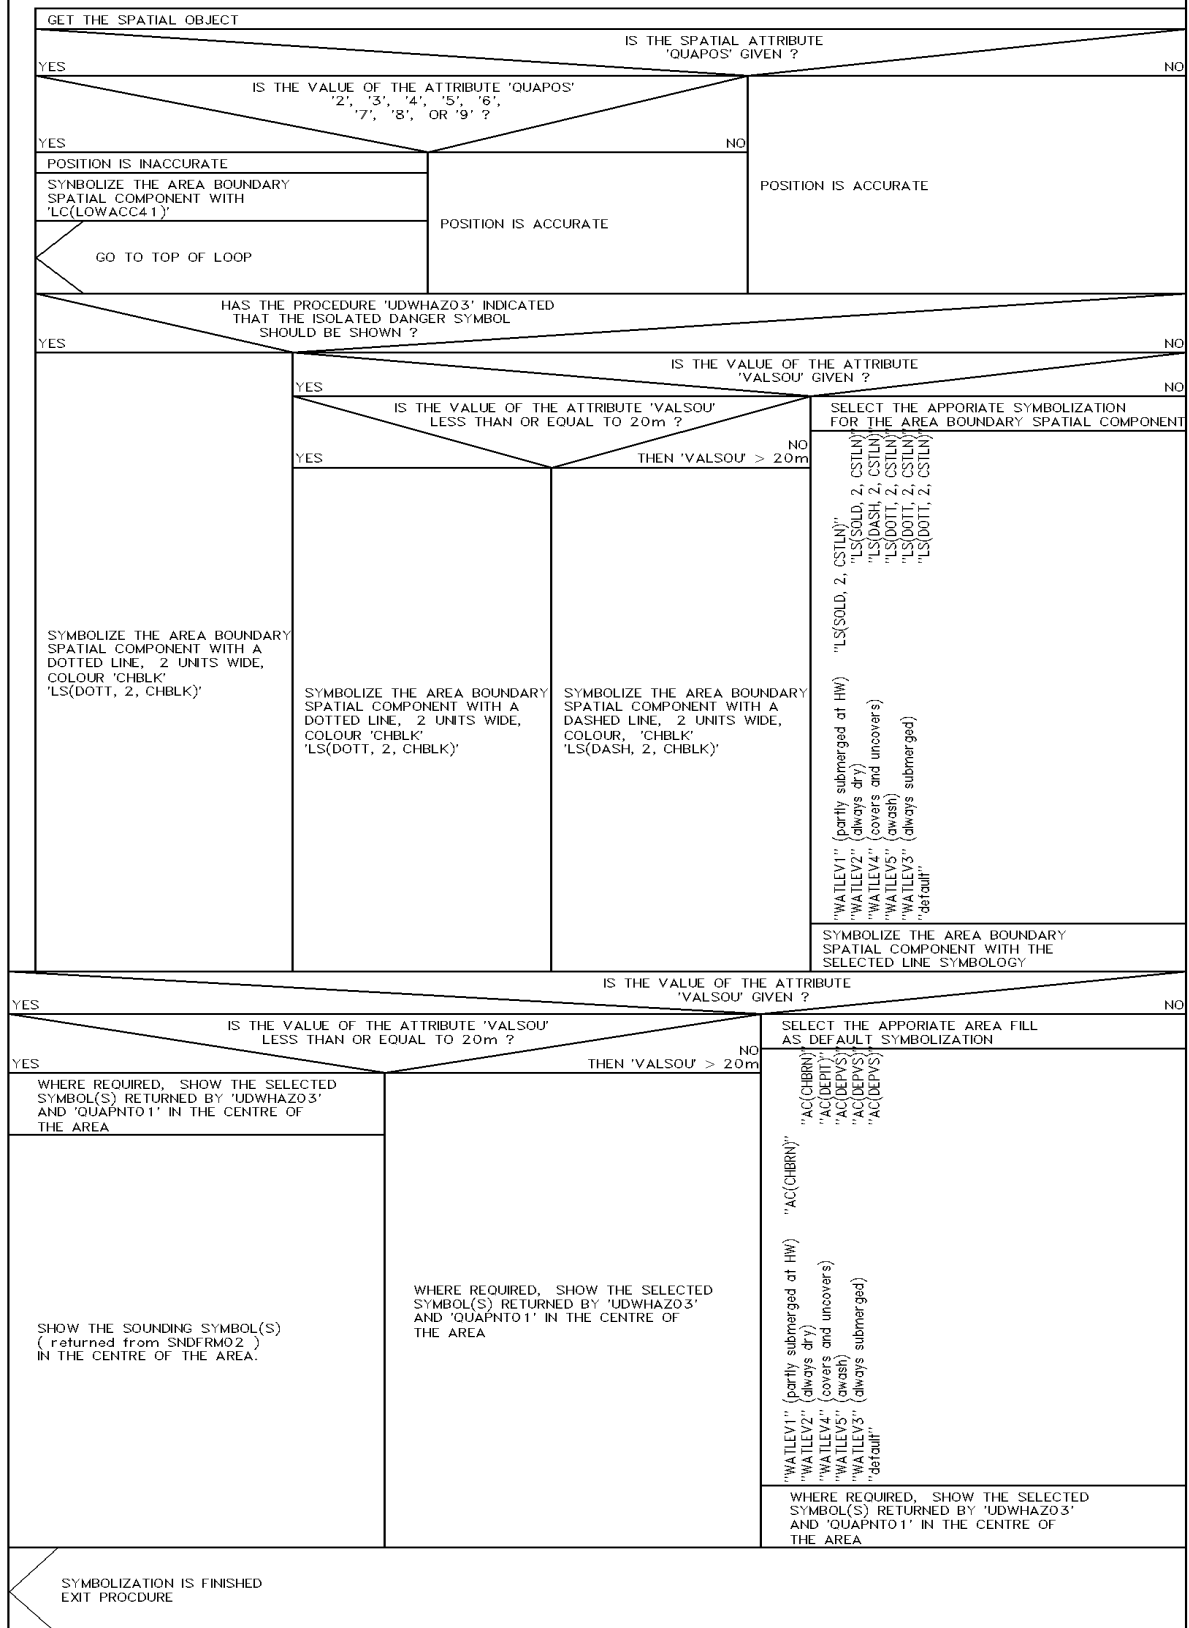 GET THE SPATIAL OBJECT
IS THE SPATIAL ATTRIBUTE
'QUAPOS' GIVEN ?
YES
NO
IS THE VALUE OF THE ATTRIBUTE 'QUAPOS'
'2', '3', '4', '5', '6',
'7', '8', OR '9' ?
YES
NO
POSITION IS INACCURATE
SYNBOLIZE THE AREA BOUNDARY
SPATIAL COMPONENT WITH
'LC(LOWACC41)'
GO TO TOP OF LOOP
POSITION IS ACCURATE
POSITION IS ACCURATE
HAS THE PROCEDURE 'UDWHAZ03' INDICATED
THAT THE ISOLATED DANGER SYMBOL
SHOULD BE SHOWN ?
YES
NO
IS THE VALUE OF THE ATTRIBUTE
'VALSOU' GIVEN ?
YES
NO
IS THE VALUE OF THE ATTRIBUTE 'VALSOU'
LESS THAN OR EQUAL TO 20m ?
YES
NO
THEN 'VALSOU' > 20m
SYMBOLIZE THE AREA BOUNDARY
SPATIAL COMPONENT WITH A
DOTTED LINE, 2 UNITS WIDE,
COLOUR 'CHBLK'
'LS(DOTT, 2, CHBLK)'
SYMBOLIZE THE AREA BOUNDARY
SPATIAL COMPONENT WITH A
DOTTED LINE, 2 UNITS WIDE,
COLOUR 'CHBLK'
'LS(DOTT, 2, CHBLK)'
SYMBOLIZE THE AREA BOUNDARY
SPATIAL COMPONENT WITH A
DASHED LINE, 2 UNITS WIDE,
COLOUR, 'CHBLK'
'LS(DASH, 2, CHBLK)'
SELECT THE APPORIATE SYMBOLIZATION
FOR THE AREA BOUNDARY SPATIAL COMPONENT
"WATLEV1" (partly submerged at HW) "LS(SOLD, 2, CSTLN)"
"WATLEV2" (always dry) "LS(SOLD, 2, CSTLN)"
"WATLEV4" (covers and uncovers) "LS(DASH, 2, CSTLN)"
"WATLEV5" (awash) "LS(DOTT, 2, CSTLN)"
"WATLEV3" (always submerged) "LS(DOTT, 2, CSTLN)"
"default" "LS(DOTT, 2, CSTLN)"
SYMBOLIZE THE AREA BOUNDARY
SPATIAL COMPONENT WITH THE
SELECTED LINE SYMBOLOGY
IS THE VALUE OF THE ATTRIBUTE
'VALSOU' GIVEN ?
YES
NO
IS THE VALUE OF THE ATTRIBUTE 'VALSOU'
LESS THAN OR EQUAL TO 20m ?
YES
NO
THEN 'VALSOU' > 20m
WHERE REQUIRED, SHOW THE SELECTED
SYMBOL(S) RETURNED BY 'UDWHAZ03'
AND 'QUAPNT01' IN THE CENTRE OF
THE AREA
SHOW THE SOUNDING SYMBOL(S)
( returned from SNDFRM02 )
IN THE CENTRE OF THE AREA.
WHERE REQUIRED, SHOW THE SELECTED
SYMBOL(S) RETURNED BY 'UDWHAZ03'
AND 'QUAPNT01' IN THE CENTRE OF
THE AREA
SELECT THE APPORIATE AREA FILL
AS DEFAULT SYMBOLIZATION
"WATLEV1" (partly submerged at HW) "AC(CHBRN)"
"WATLEV2" (always dry) "AC(CHBRN)"
"WATLEV4" (covers and uncovers) "AC(DEPIT)"
"WATLEV5" (awash) "AC(DEPVS)"
"WATLEV3" (always submerged) "AC(DEPVS)"
"default" "AC(DEPVS)"
WHERE REQUIRED, SHOW THE SELECTED
SYMBOL(S) RETURNED BY 'UDWHAZ03'
AND 'QUAPNT01' IN THE CENTRE OF
THE AREA
SYMBOLIZATION IS FINISHED
EXIT PROCDURE